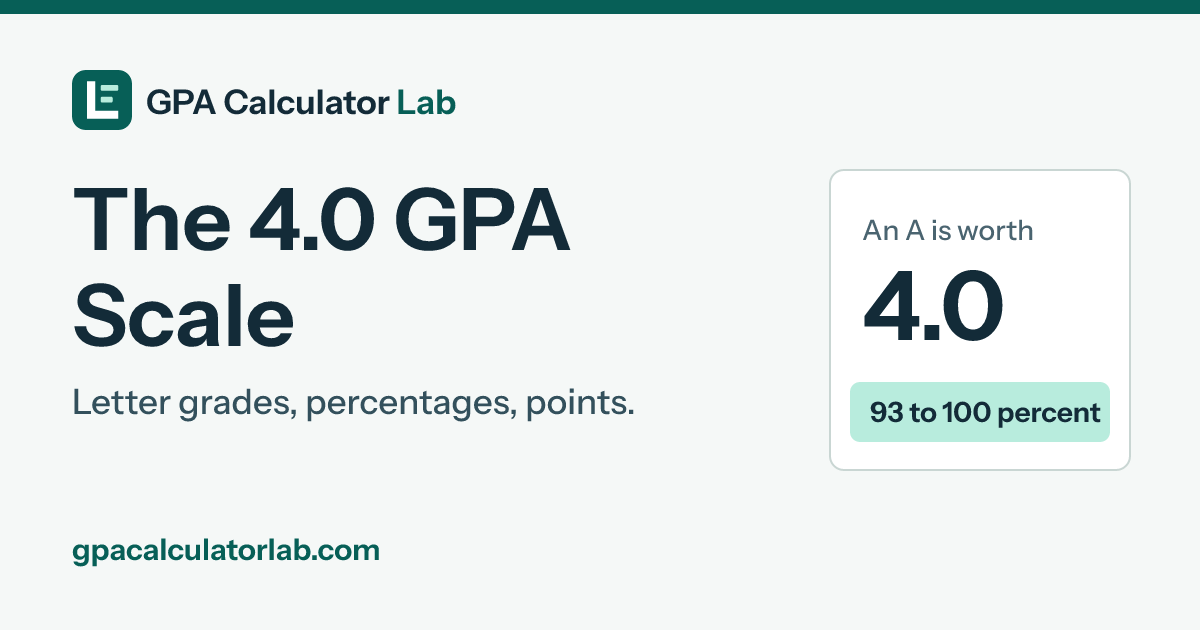 GPA Calculator Lab
The 4.0 GPA
Scale
Letter grades, percentages, points.
An A is worth
4.0
93 to 100 percent
gpacalculatorlab.com